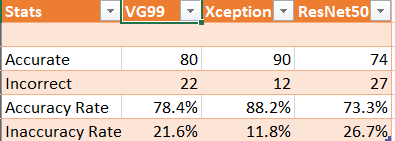 Stats VG99 Xception ResNet50
Accurate 80 90 74
Incorrect 22 12 27
Accuracy Rate 78.4% 88.2% 73.3%
Inaccuracy Rate 21.6% 11.8% 26.7%